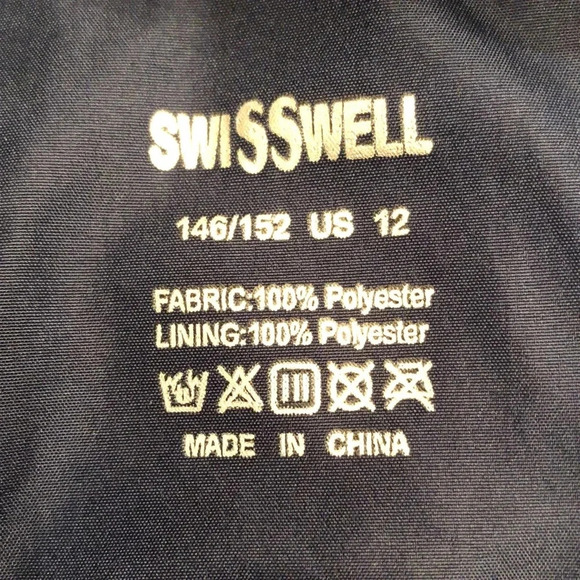 SWISSWELL
146/152 US 12
FABRIC:100% Polyester
LINING:100% Polyester
MADE IN CHINA